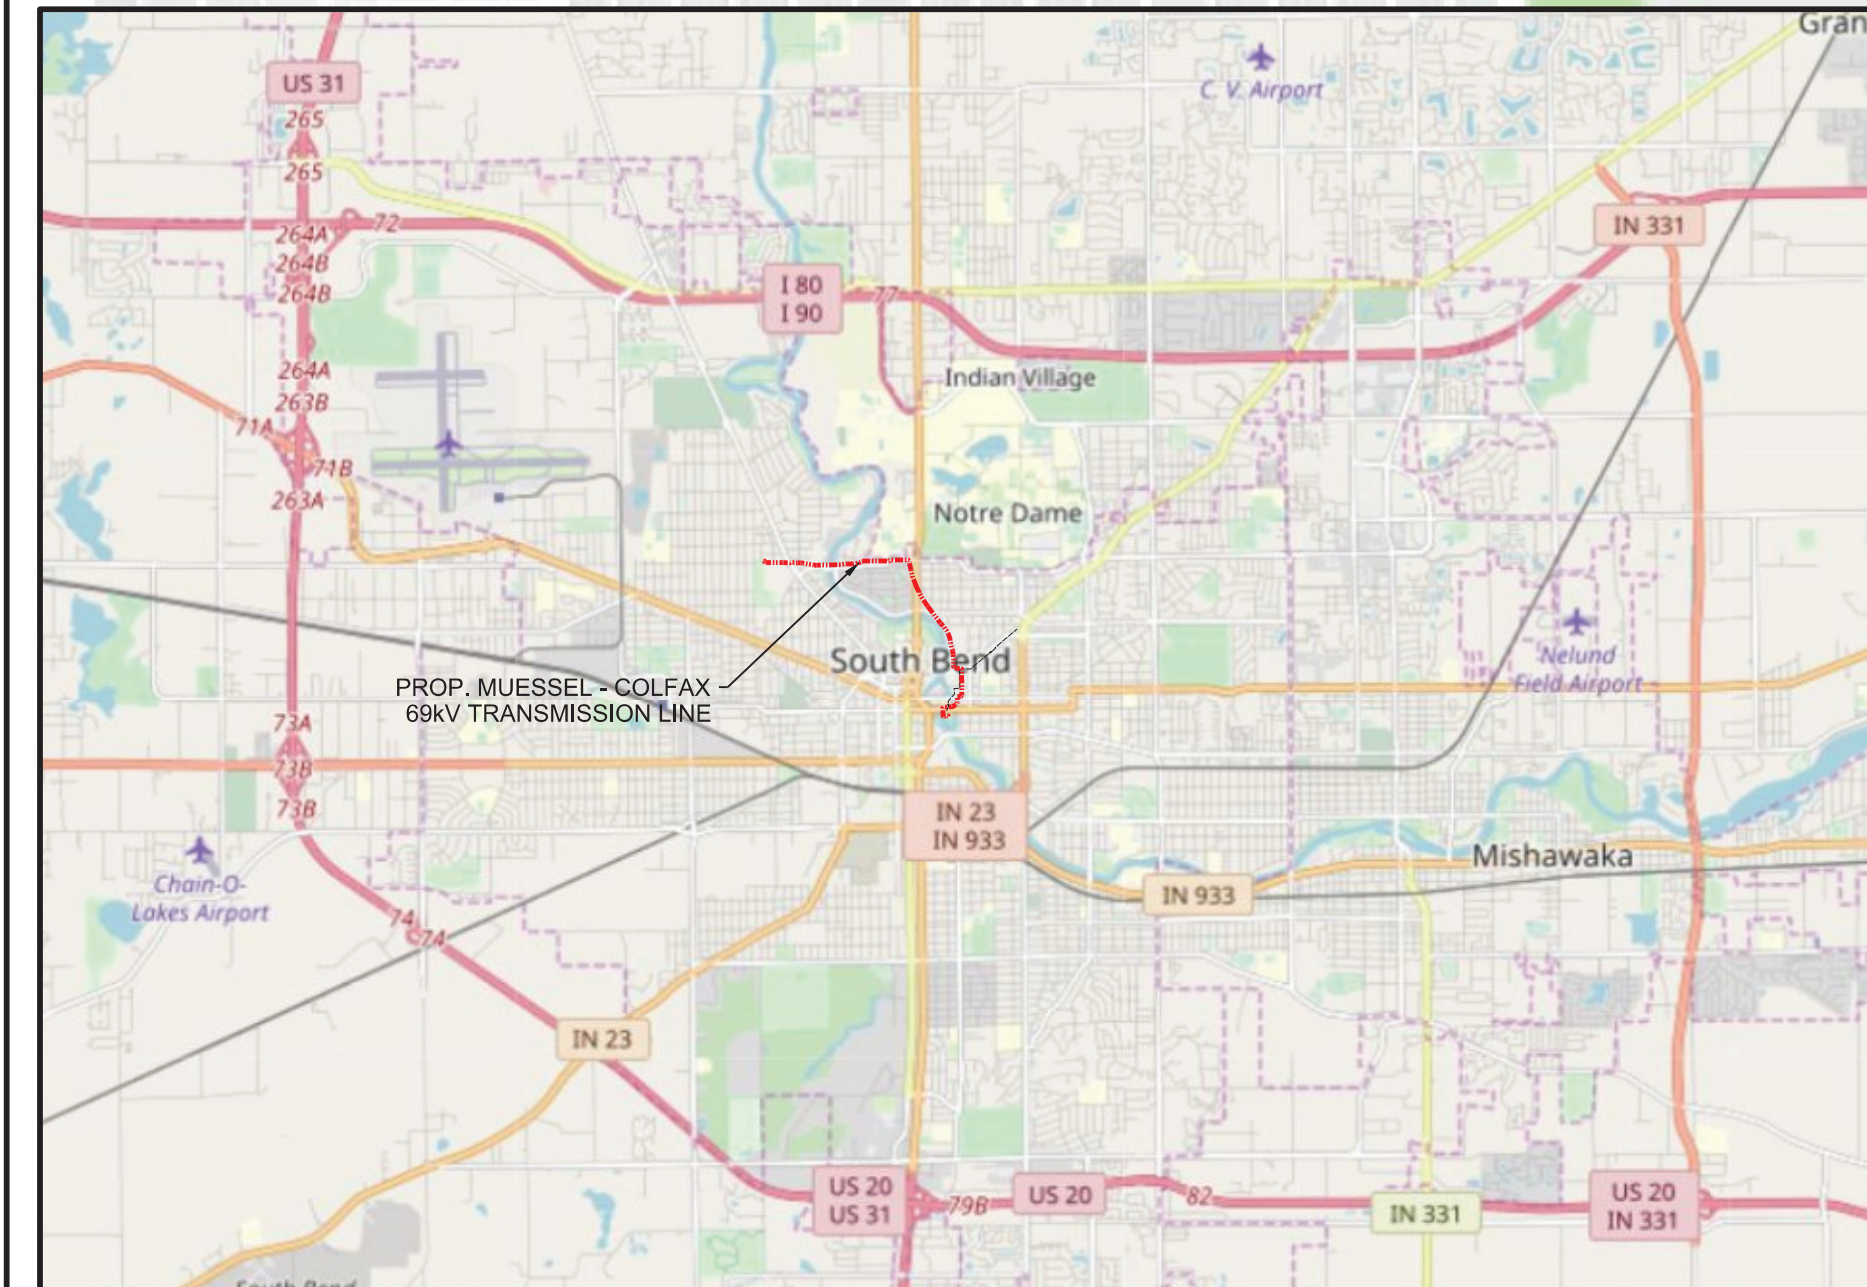 Gran
US 31
C. V. Airport
265
265
72
264A
264B
264B
IN 331
I 80
I 90
77
264A
263B
Indian Village
71A
71B
263A
Notre Dame
South Bend
Nelund
Field Airport
PROP. MUESSEL - COLFAX
69kV TRANSMISSION LINE
73A
73B
73B
IN 23
IN 933
Mishawaka
Chain-O-
Lakes Airport
IN 933
74
74
IN 23
US 20
US 31
79B
US 20
82
IN 331
US 20
IN 331
South Bend